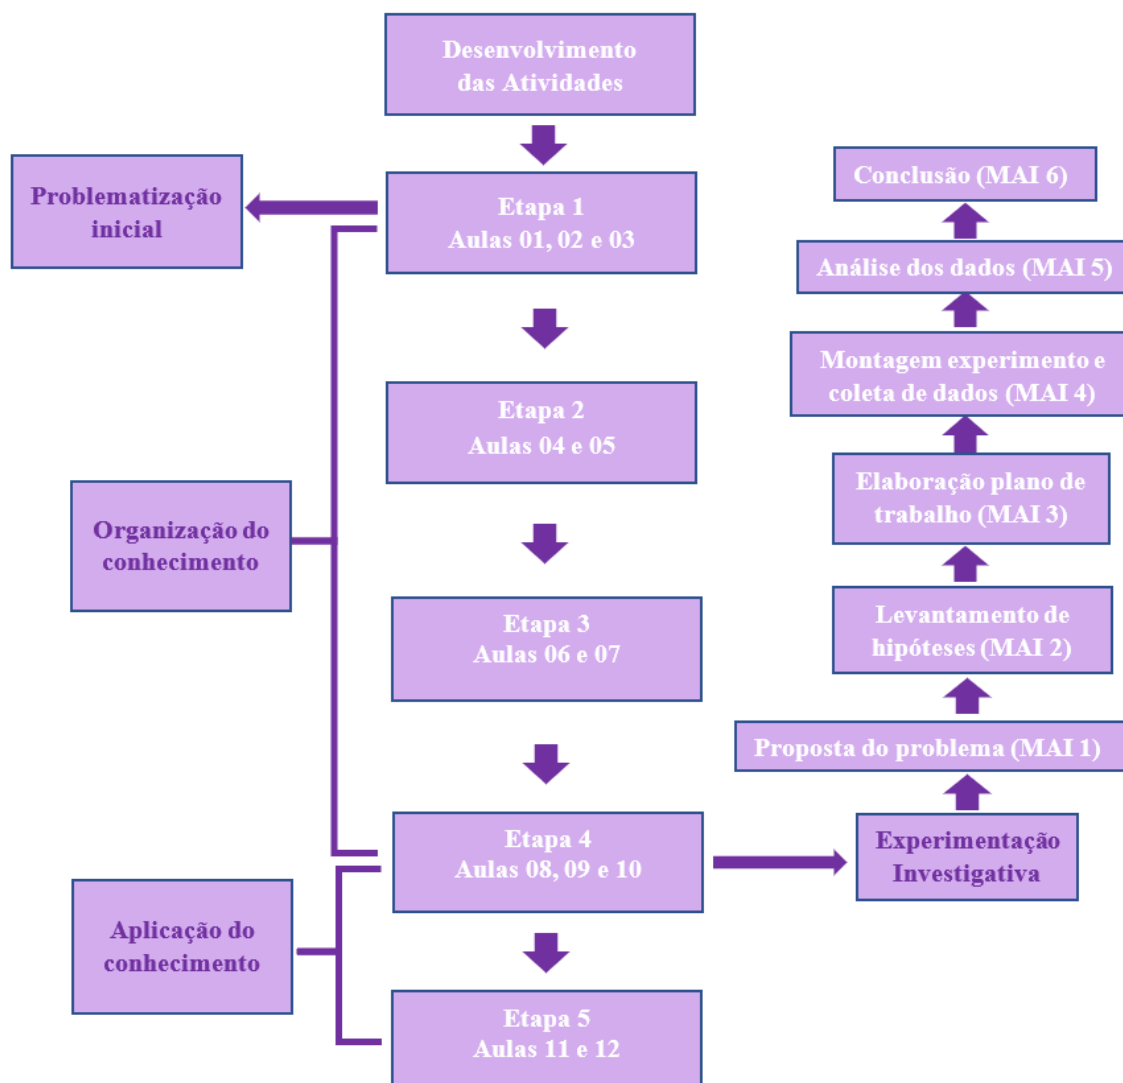 Desenvolvimento
das Atividades
Problematização
inicial
Etapa 1
Aulas 01, 02 e 03
Etapa 2
Aulas 04 e 05
Organização do
conhecimento
Etapa 3
Aulas 06 e 07
Etapa 4
Aulas 08, 09 e 10
Aplicação do
conhecimento
Etapa 5
Aulas 11 e 12
Conclusão (MAI 6)
Análise dos dados (MAI 5)
Montagem experimento e
coleta de dados (MAI 4)
Elaboração plano de
trabalho (MAI 3)
Levantamento de
hipóteses (MAI 2)
Proposta do problema (MAI 1)
Experimentação
Investigativa